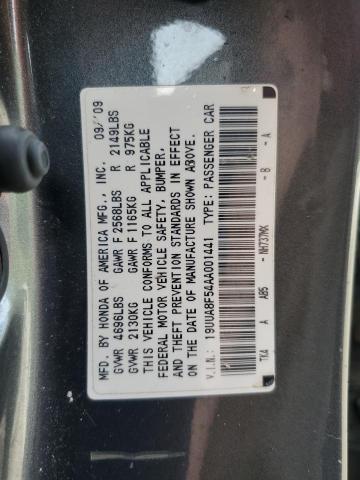 MFD. BY HONDA OF AMERICA MFG., INC. 09/'09
GVWR 4696LBS GAWR F 2568LBS R 2149LBS
GVWR 2130KG GAWR F 1165KG R 975KG
THIS VEHICLE CONFORMS TO ALL APPLICABLE
FEDERAL MOTOR VEHICLE SAFETY, BUMPER,
AND THEFT PREVENTION STANDARDS IN EFFECT
ON THE DATE OF MANUFACTURE SHOWN ABOVE.
V.I.N.: 19UUA8F54AA001441 TYPE: PASSENGER CAR
TK4 A AB5 NH737MX - B - A